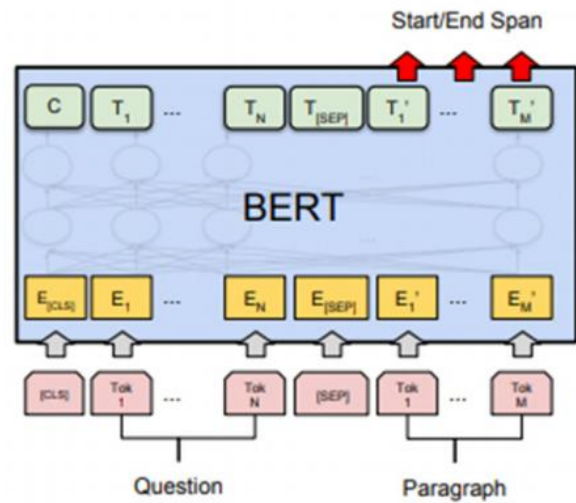 Start/End Span
C T1 ... TN T[SEP] T1' ... TM'
BERT
E[CLS] E1 ... EN E[SEP] E1' ... EM'
[CLS] Tok 1 ... Tok N [SEP] Tok 1 ... Tok M
Question Paragraph